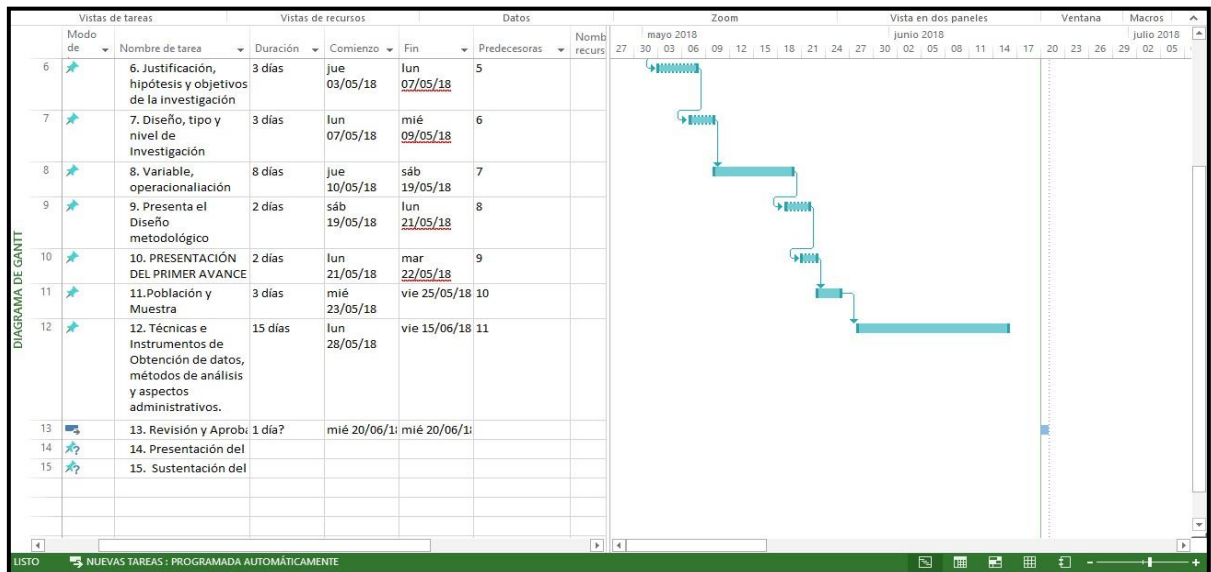 Vistas de tareas Vistas de recursos Datos Zoom Vista en dos paneles Ventana Macros
Modo de Nombre de tarea Duración Comienzo Fin Predecesoras Nomb recurs
mayo 2018 junio 2018 julio 2018
27 30 03 06 09 12 15 18 21 24 27 30 02 05 08 11 14 17 20 23 26 29 02 05
DIAGRAMA DE GANTT
6 6. Justificación, 3 días jue lun 5
hipótesis y objetivos 03/05/18 07/05/18
de la investigación
7 7. Diseño, tipo y 3 días lun mié 6
nivel de 07/05/18 09/05/18
Investigación
8 8. Variable, 8 días jue sáb 7
operacionaliación 10/05/18 19/05/18
9 9. Presenta el 2 días sáb lun 8
Diseño 19/05/18 21/05/18
metodológico
10 10. PRESENTACIÓN 2 días lun mar 9
DEL PRIMER AVANCE 21/05/18 22/05/18
11 11.Población y 3 días mié vie 25/05/18 10
Muestra 23/05/18
12 12. Técnicas e 15 días lun vie 15/06/18 11
Instrumentos de 28/05/18
Obtención de datos,
métodos de análisis
y aspectos
administrativos.
13 13. Revisión y Aproba 1 día? mié 20/06/1 mié 20/06/1
14 14. Presentación del
15 15. Sustentación del
LISTO NUEVAS TAREAS : PROGRAMADA AUTOMÁTICAMENTE